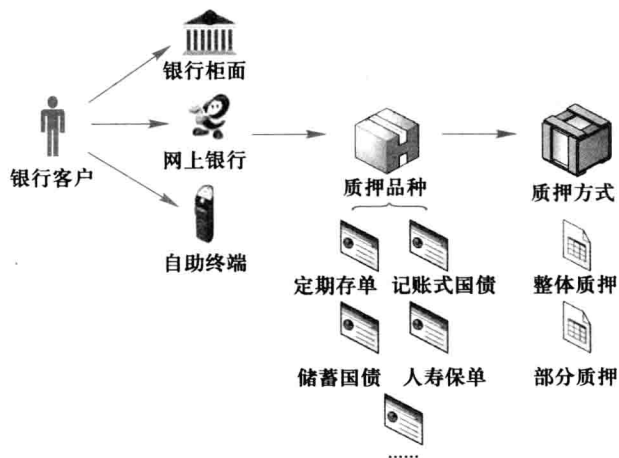 银行柜面
银行客户
网上银行
自助终端
质押品种
质押方式
定期存单 记账式国债
整体质押
储蓄国债 人寿保单
部分质押
……